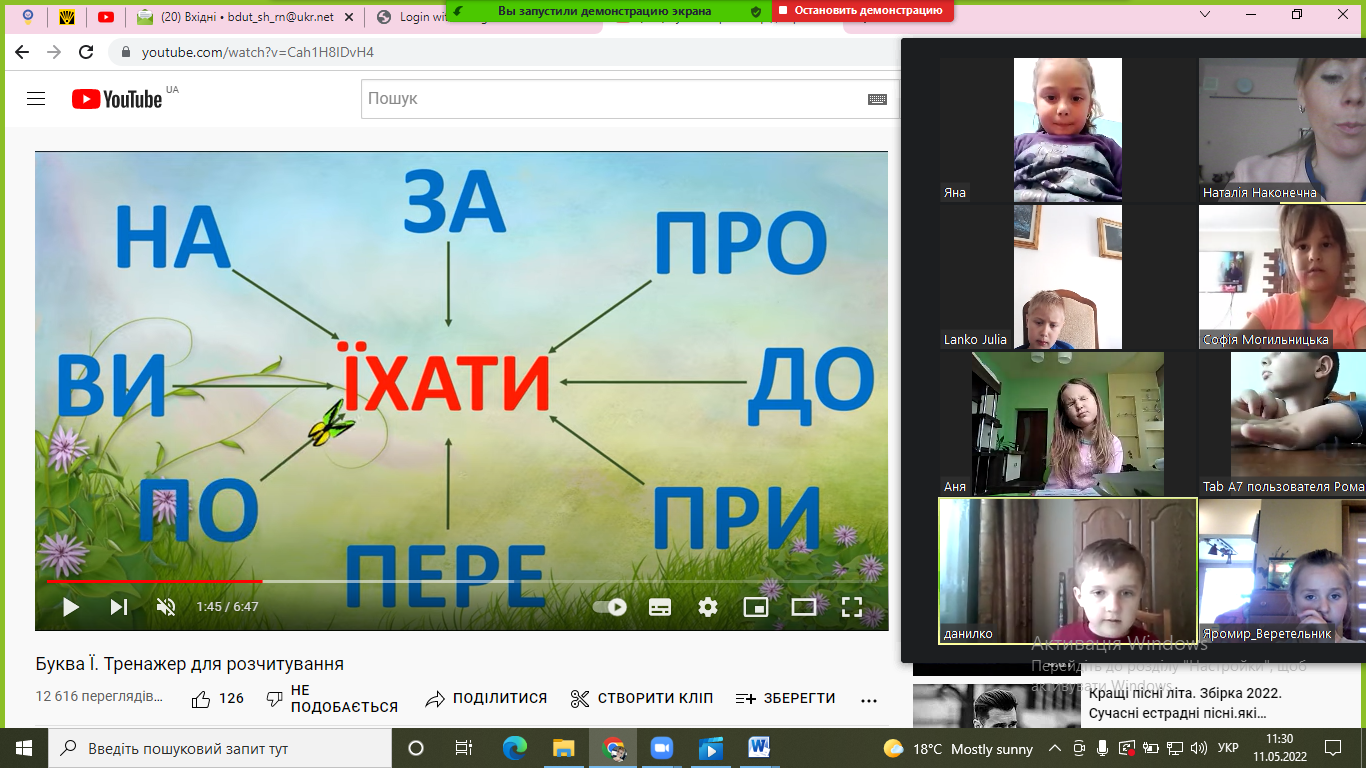 (20) Вхідні • bdut_sh_rn@ukr.net
Login wi
Вы запустили демонстрацию экрана
Остановить демонстрацию
youtube.com/watch?v=Cah1H8IDvH4
YouTube UA
Пошук
НА
ЗА
ПРО
ВИ
ЇХАТИ
ДО
ПО
ПЕРЕ
ПРИ
1:45 / 6:47
Буква Ї. Тренажер для розчитування
12 616 переглядів...
126
НЕ
ПОДОБАЄТЬСЯ
ПОДІЛИТИСЯ
СТВОРИТИ КЛІП
ЗБЕРЕГТИ
Яна
Наталія Наконечна
Lanko Julia
Софія Могильницька
Аня
Tab A7 пользователя Рома
данилко
Яромир_Веретельник
Активація Windows
Перейдіть до розділу "Настройки", щоб
активувати Windows.
Кращі пісні літа. Збірка 2022.
Сучасні естрадні пісні.які...
Введіть пошуковий запит тут
18°C Mostly sunny
УКР
11:30
11.05.2022